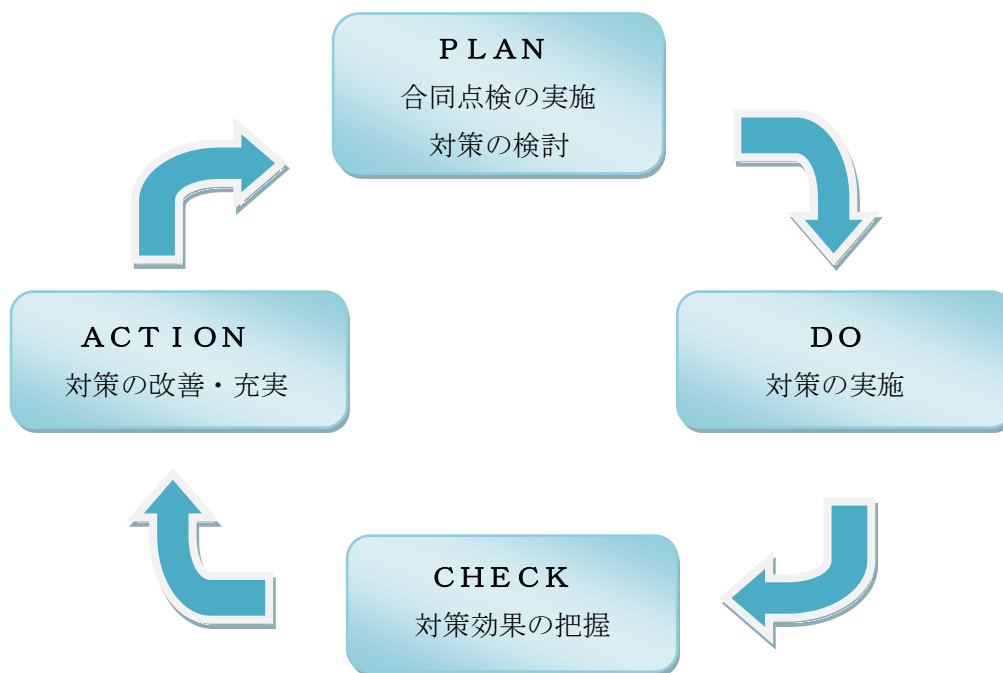 ＰＬＡＮ
合同点検の実施
対策の検討
ＡＣＴＩＯＮ
対策の改善・充実
ＤＯ
対策の実施
ＣＨＥＣＫ
対策効果の把握